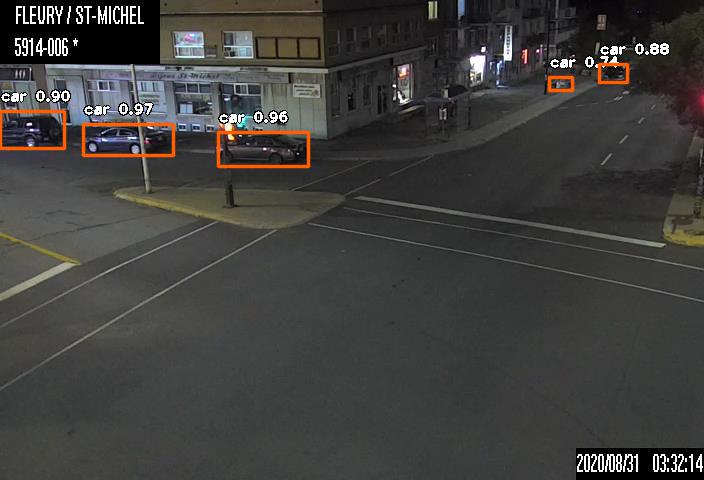 FLEURY / ST-MICHEL
5914-006 *
car 0.88
car 0.74
car 0.90
car 0.97
car 0.96
2020/08/31 03:32:14